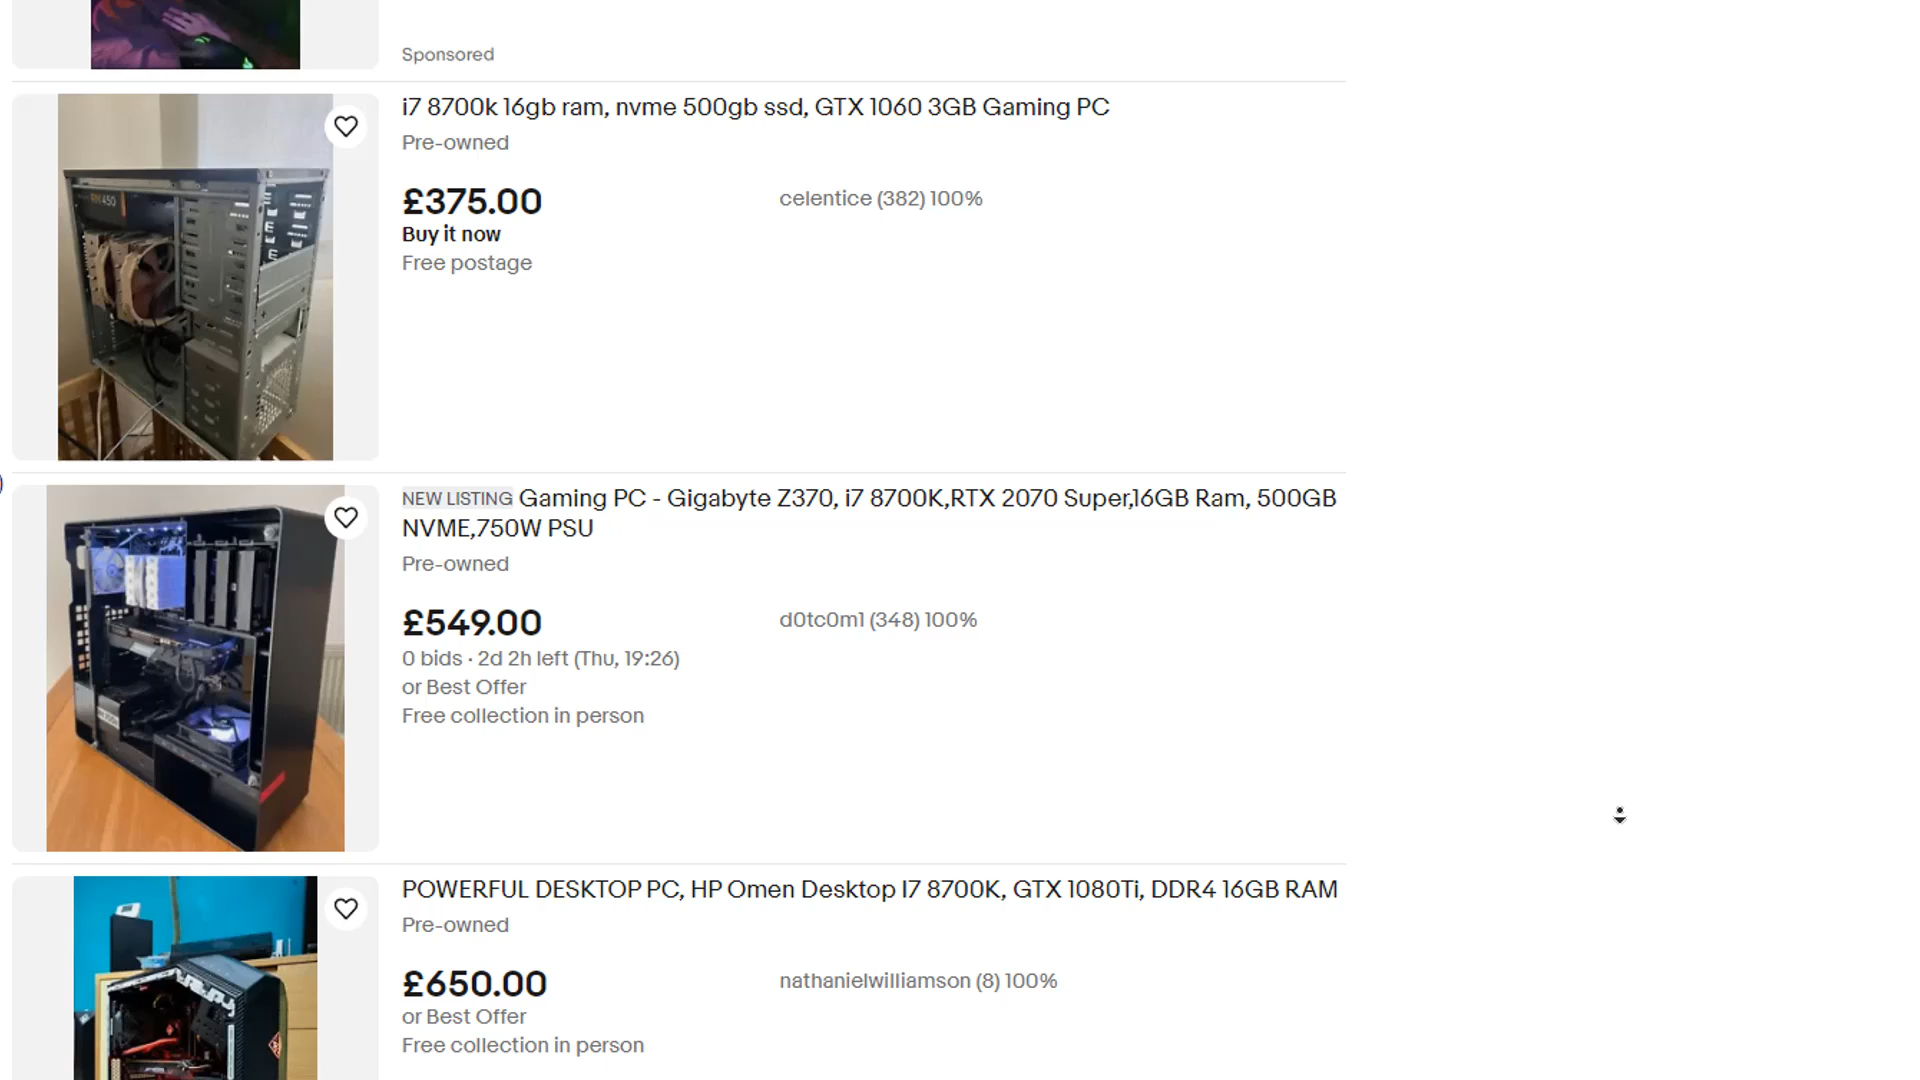 Sponsored
i7 8700k 16gb ram, nvme 500gb ssd, GTX 1060 3GB Gaming PC
Pre-owned
£375.00
celentice (382) 100%
Buy it now
Free postage
NEW LISTING Gaming PC - Gigabyte Z370, i7 8700K,RTX 2070 Super,16GB Ram, 500GB
NVME,750W PSU
Pre-owned
£549.00
d0tc0m1 (348) 100%
0 bids · 2d 2h left (Thu, 19:26)
or Best Offer
Free collection in person
POWERFUL DESKTOP PC, HP Omen Desktop I7 8700K, GTX 1080Ti, DDR4 16GB RAM
Pre-owned
£650.00
nathanielwilliamson (8) 100%
or Best Offer
Free collection in person